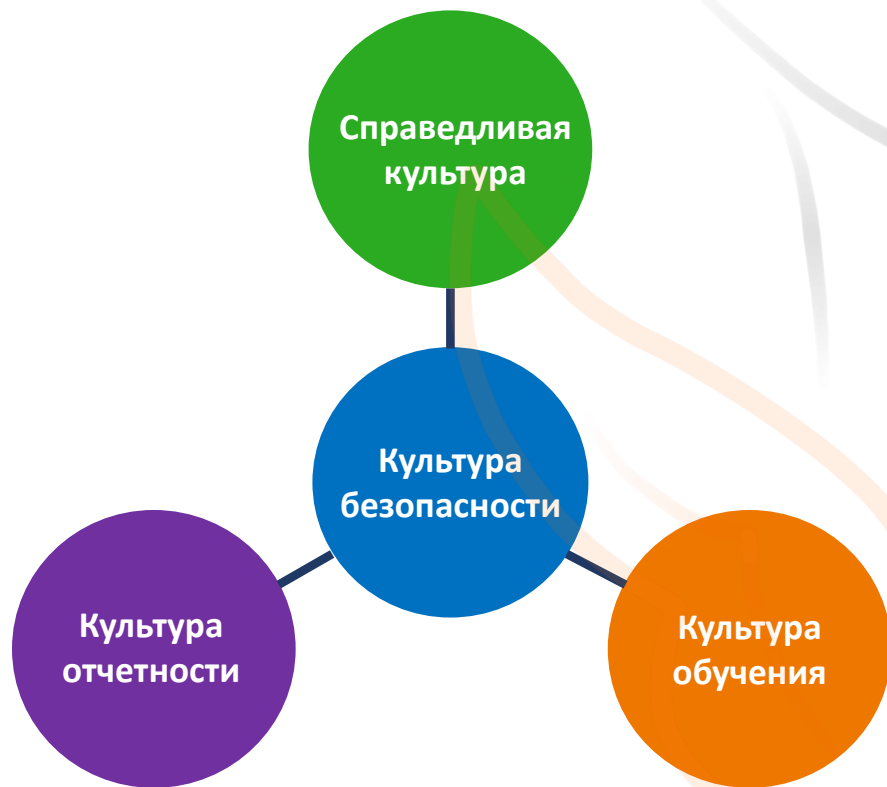 Справедливая
культура
Культура
безопасности
Культура
отчетности
Культура
обучения